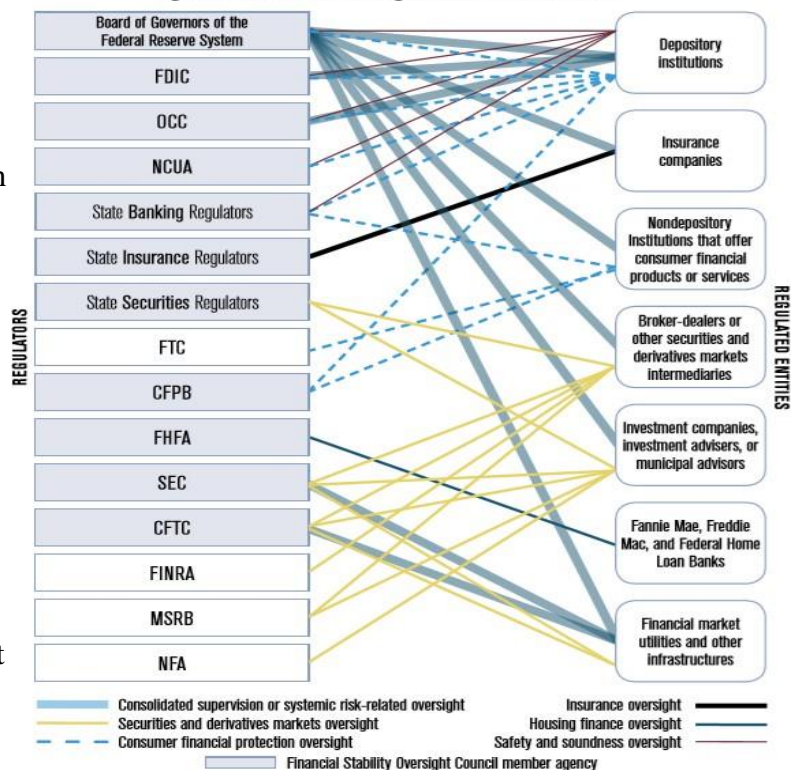 Board of Governors of the
Federal Reserve System
FDIC
OCC
NCUA
State Banking Regulators
State Insurance Regulators
State Securities Regulators
FTC
CFPB
FHFA
SEC
CFTC
FINRA
MSRB
NFA
REGULATORS
Depository
institutions
Insurance
companies
Nondepository
Institutions that offer
consumer financial
products or services
Broker-dealers or
other securities and
derivatives markets
intermediaries
Investment companies,
investment advisers, or
municipal advisors
Fannie Mae, Freddie
Mac, and Federal Home
Loan Banks
Financial market
utilities and other
infrastructures
REGULATED ENTITIES
Consolidated supervision or systemic risk-related oversight
Securities and derivatives markets oversight
Consumer financial protection oversight
Insurance oversight
Housing finance oversight
Safety and soundness oversight
Financial Stability Oversight Council member agency